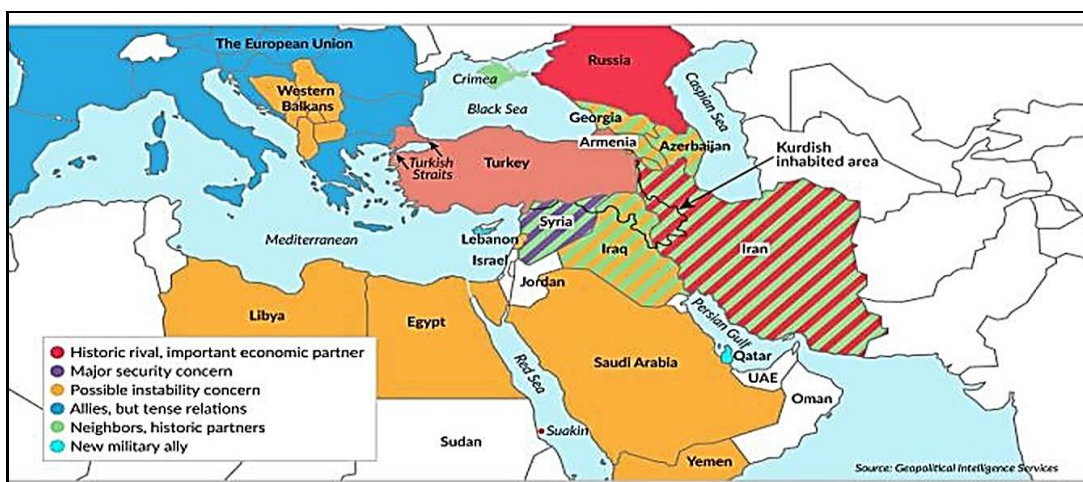 The European Union
Western
Balkans
Crimea
Black Sea
Russia
Caspian Sea
Georgia
Armenia
Azerbaijan
Kurdish
inhabited area
Turkish
Straits
Turkey
Mediterranean
Lebanon
Israel
Syria
Iraq
Iran
Jordan
Libya
Egypt
Persian Gulf
Saudi Arabia
Qatar
UAE
Oman
Red Sea
Historic rival, important economic partner
Major security concern
Possible instability concern
Allies, but tense relations
Neighbors, historic partners
New military ally
Sudan
Suakin
Yemen
Source: Geopolitical Intelligence Services